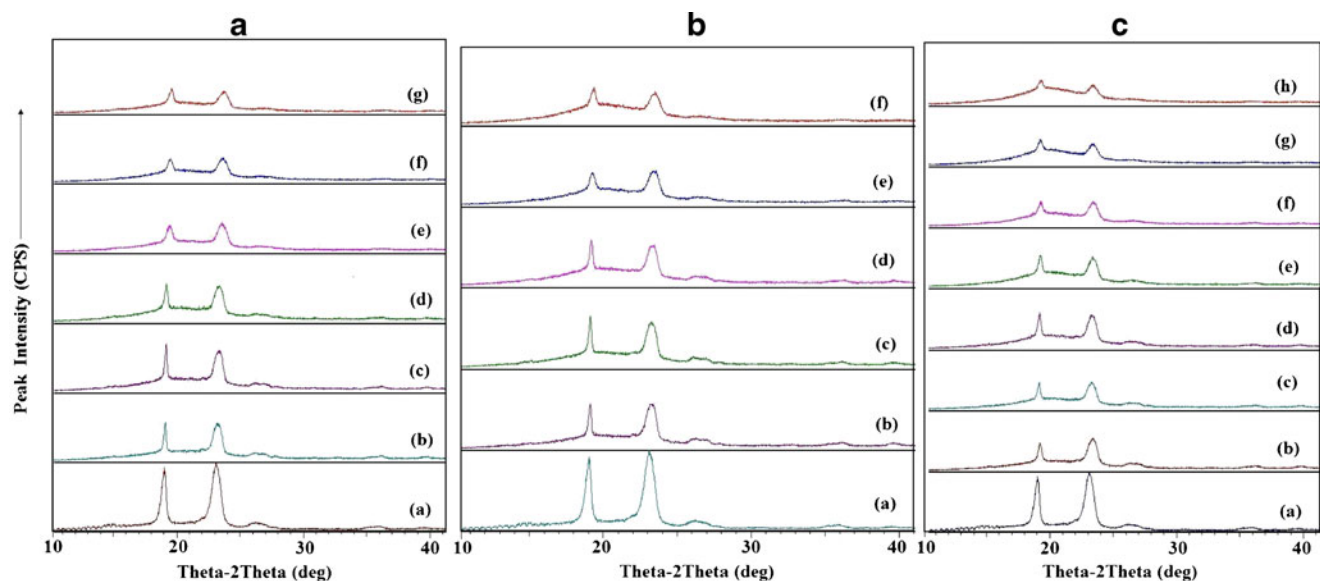 a
b
c
Peak Intensity (CPS)
(g)
(f)
(e)
(d)
(c)
(b)
(a)
10 20 30 40
Theta-2Theta (deg)
(f)
(e)
(d)
(c)
(b)
(a)
10 20 30 40
Theta-2Theta (deg)
(h)
(g)
(f)
(e)
(d)
(c)
(b)
(a)
10 20 30 40
Theta-2Theta (deg)